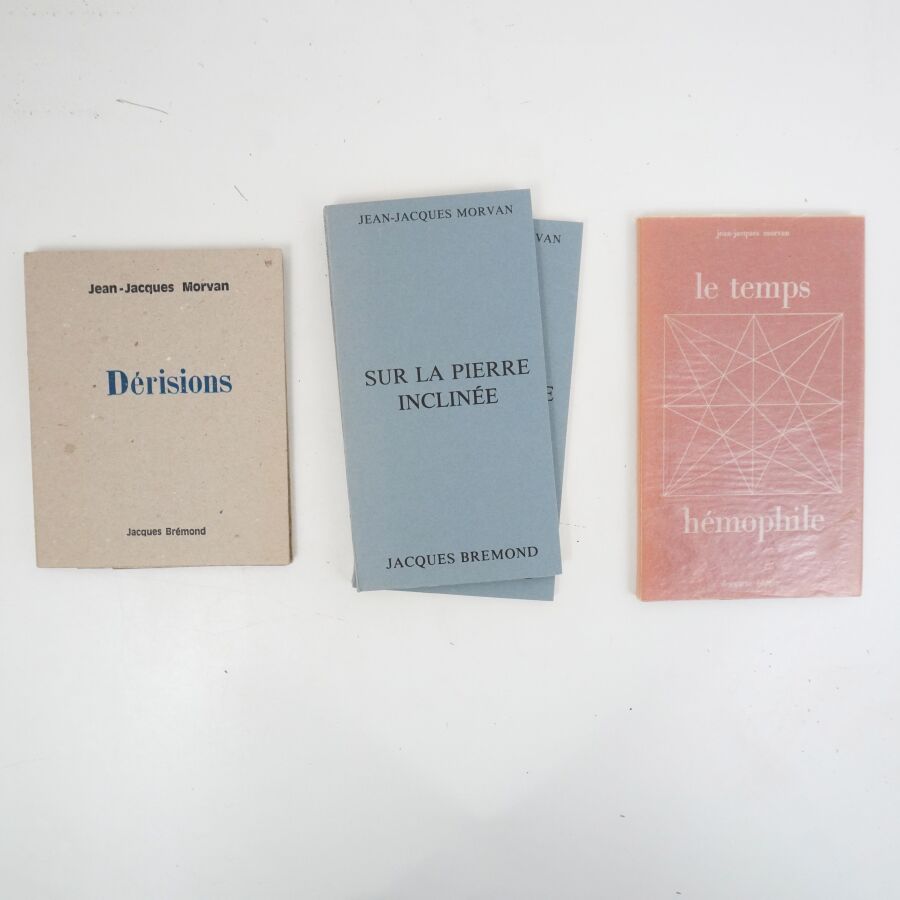 Jean-Jacques Morvan
Dérisions
Jacques Brémond
JEAN-JACQUES MORVAN
SUR LA PIERRE
INCLINÉE
JACQUES BREMOND
VAN
E
jean-jacques morvan
le temps
hémophile